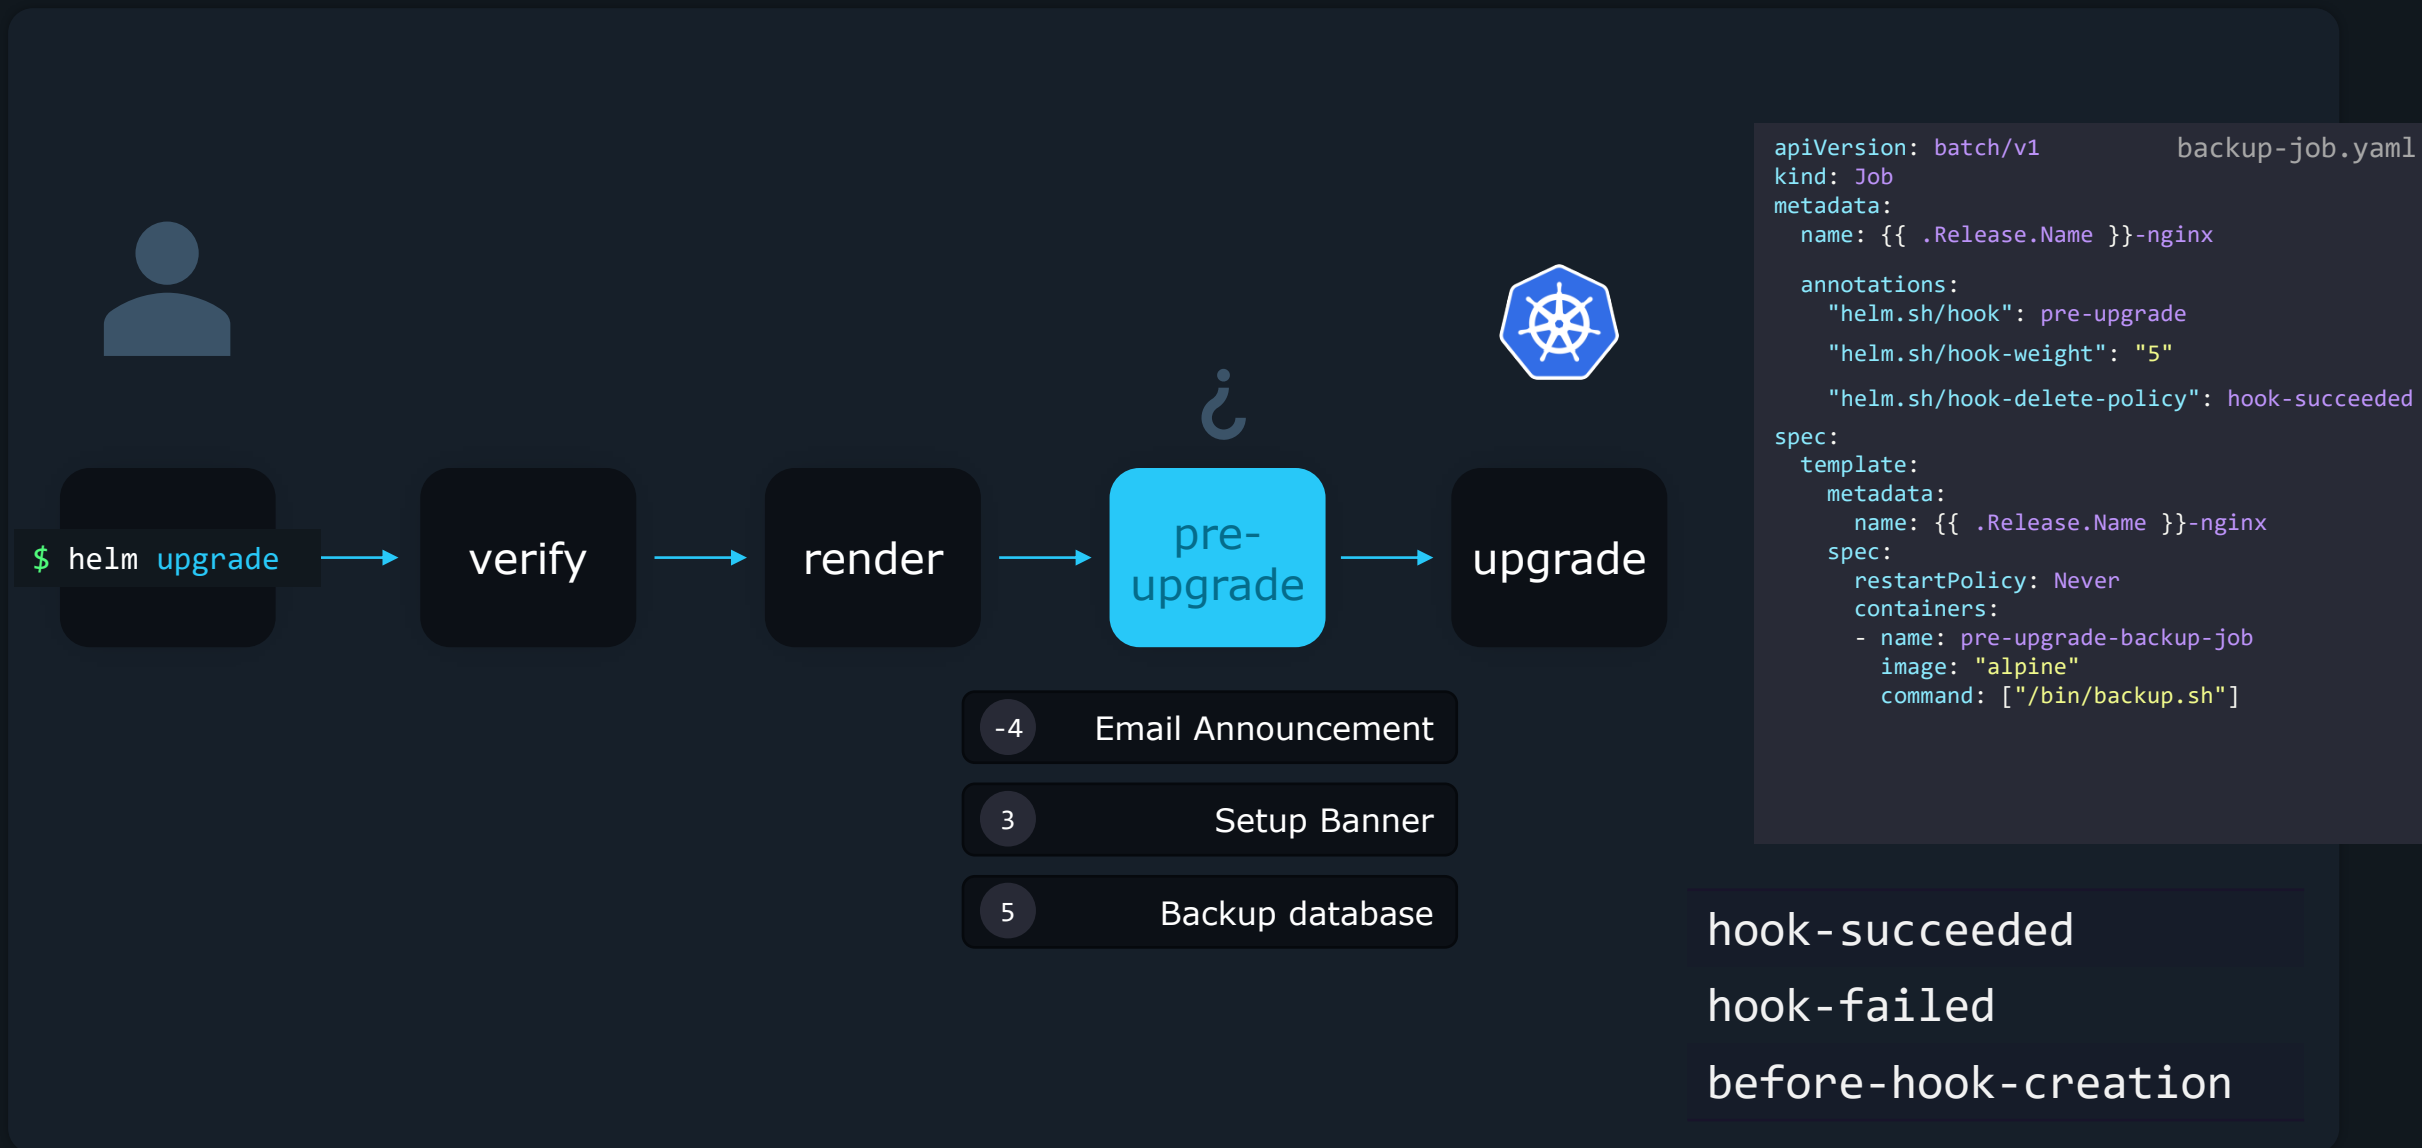 $ helm upgrade
verify
render
pre-
upgrade
upgrade
-4 Email Announcement
3 Setup Banner
5 Backup database
backup-job.yaml
apiVersion: batch/v1
kind: Job
metadata:
  name: {{ .Release.Name }}-nginx
  annotations:
    "helm.sh/hook": pre-upgrade
    "helm.sh/hook-weight": "5"
    "helm.sh/hook-delete-policy": hook-succeeded
spec:
  template:
    metadata:
      name: {{ .Release.Name }}-nginx
    spec:
      restartPolicy: Never
      containers:
      - name: pre-upgrade-backup-job
        image: "alpine"
        command: ["/bin/backup.sh"]
hook-succeeded
hook-failed
before-hook-creation